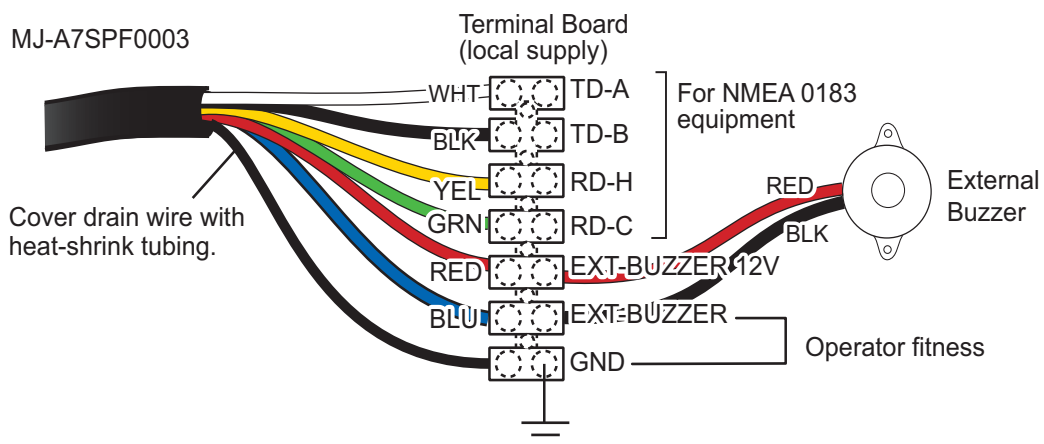 MJ-A7SPF0003
Terminal Board
(local supply)
WHT
TD-A
BLK
TD-B
YEL
RD-H
GRN
RD-C
For NMEA 0183
equipment
RED
EXT-BUZZER 12V
BLU
EXT-BUZZER
GND
Operator fitness
RED
BLK
External
Buzzer
Cover drain wire with
heat-shrink tubing.